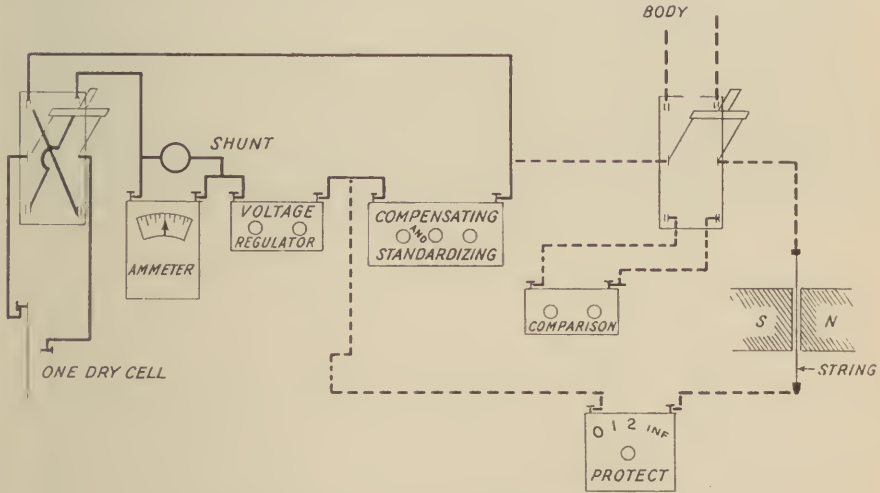 BODY
SHUNT
VOLTAGE
REGULATOR
COMPENSATING
AND
STANDARDIZING
AMMETER
COMPARISON
S
N
ONE DRY CELL
STRING
0 1 2 INF
PROTECT